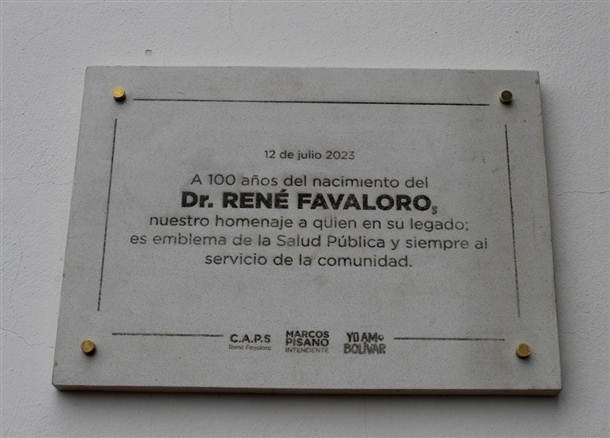 12 de julio 2023
A 100 años del nacimiento del
Dr. RENÉ FAVALORO,
nuestro homenaje a quien en su legado;
es emblema de la Salud Pública y siempre al
servicio de la comunidad.
C.A.P.S
René Favaloro
MARCOS
PISANO
INTENDENTE
YO AMO
BOLÍVAR